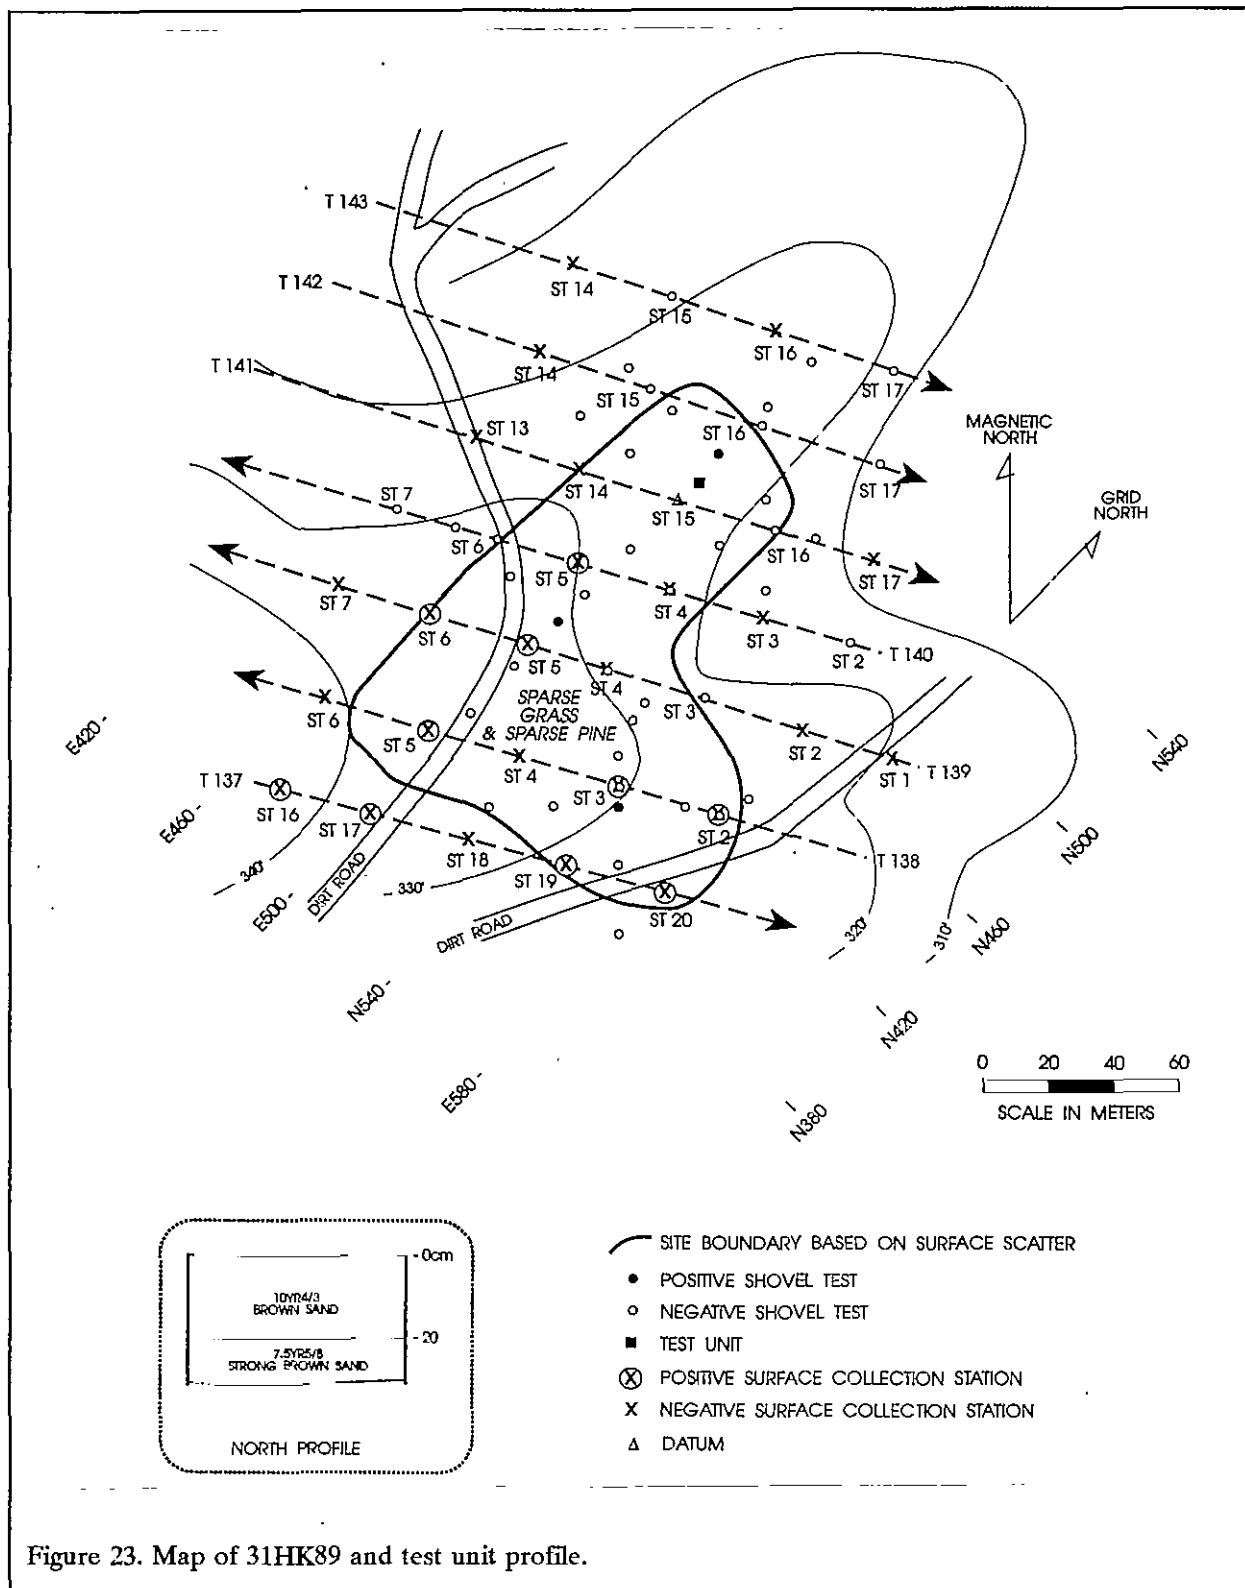 T 143
ST 14
T 142
ST 15
ST 16
T 141
ST 14
ST 17
ST 15
MAGNETIC
NORTH
ST 13
ST 16
GRID
NORTH
ST 14
ST 17
ST 7
ST 15
ST 6
ST 16
ST 5
ST 17
ST 7
ST 4
ST 6
ST 3
ST 2
T 140
ST 5
ST 4
SPARSE
GRASS
& SPARSE PINE
ST 3
ST 6
E420 -
ST 5
ST 2
N540
ST 4
ST 1
T 139
T 137
ST 3
ST 16
E460 -
ST 17
ST 2
N500
ST 18
T 138
340'
ST 19
330'
E500 -
DIRT ROAD
ST 20
DIRT ROAD
320'
310'
N460
N540 -
N420
0 20 40 60
SCALE IN METERS
E580 -
N380
0cm
10YR4/3
BROWN SAND
20
7.5YR5/8
STRONG BROWN SAND
NORTH PROFILE
SITE BOUNDARY BASED ON SURFACE SCATTER
POSITIVE SHOVEL TEST
NEGATIVE SHOVEL TEST
TEST UNIT
POSITIVE SURFACE COLLECTION STATION
NEGATIVE SURFACE COLLECTION STATION
DATUM
Figure 23. Map of 31HK89 and test unit profile.